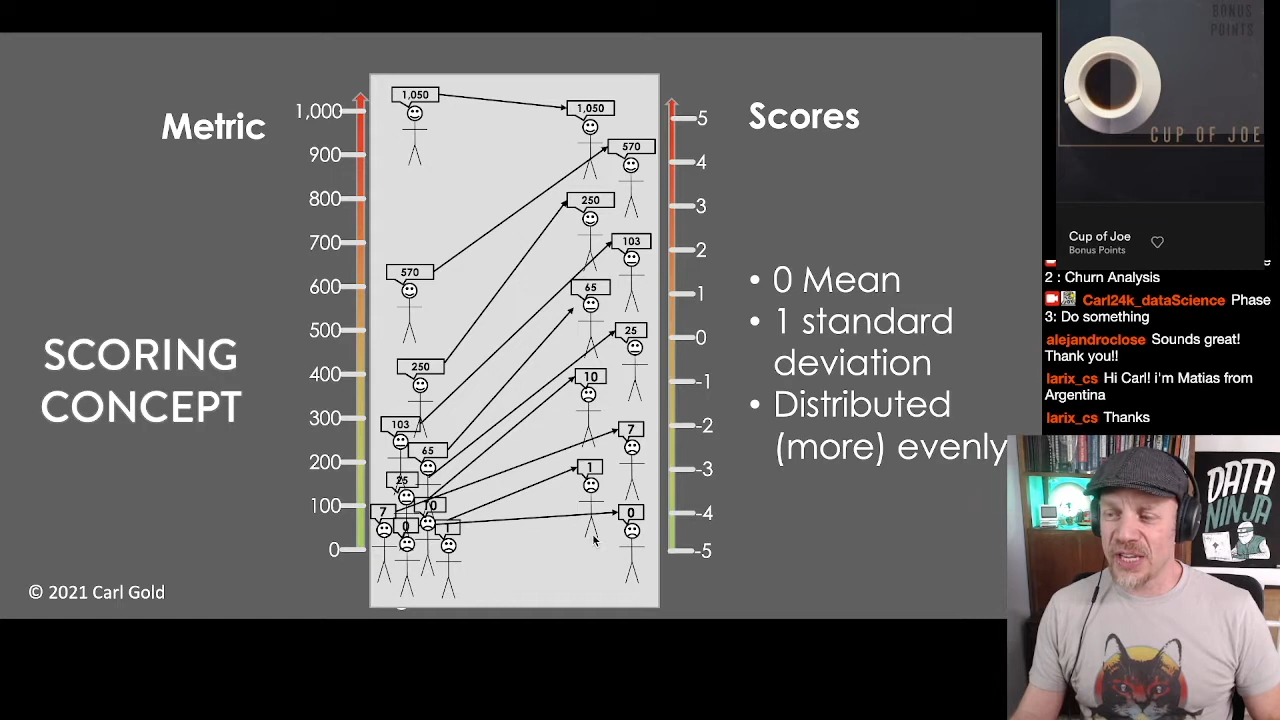 Metric
SCORING
CONCEPT
© 2021 Carl Gold
1,000
900
800
700
600
500
400
300
200
100
0
1,050
570
250
103
65
25
10
7
0
1
1,050
570
250
103
65
25
10
7
1
0
5
4
3
2
1
0
-1
-2
-3
-4
-5
Scores
• 0 Mean
• 1 standard
deviation
• Distributed
(more) evenly
BONUS
POINTS
CUP OF JOE
Cup of Joe
Bonus Points
2 : Churn Analysis
Carl24k_dataScience Phase
3: Do something
alejandroclose Sounds great!
Thank you!!
larix_cs Hi Carl! i'm Matias from
Argentina
larix_cs Thanks
DATA
NINJA